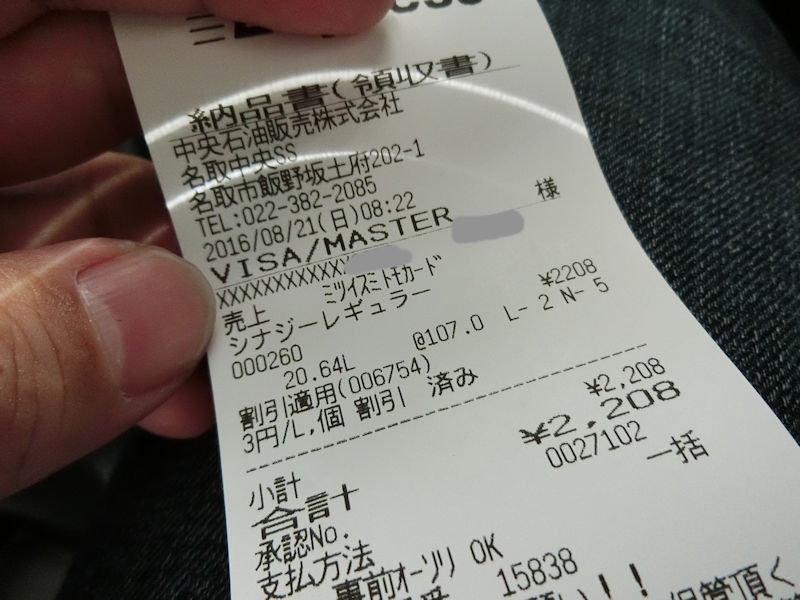 納品書(領収書)
中央石油販売株式会社
名取中央SS
名取市飯野坂土府202-1
TEL:022-382-2085
2016/08/21(日)08:22
VISA/MASTER 様
XXXXXXXXXXXX
ミツイスミトモカード
売上 ¥2208
シナジーレギュラー
000260 @107.0 L- 2 N- 5
20.64L
割引適用(006754)
3円/L,個 割引 済み
小計 ¥2,208
合計 ¥2,208
承認No. 0027102
支払方法 一括
事前オーソリ OK
15838